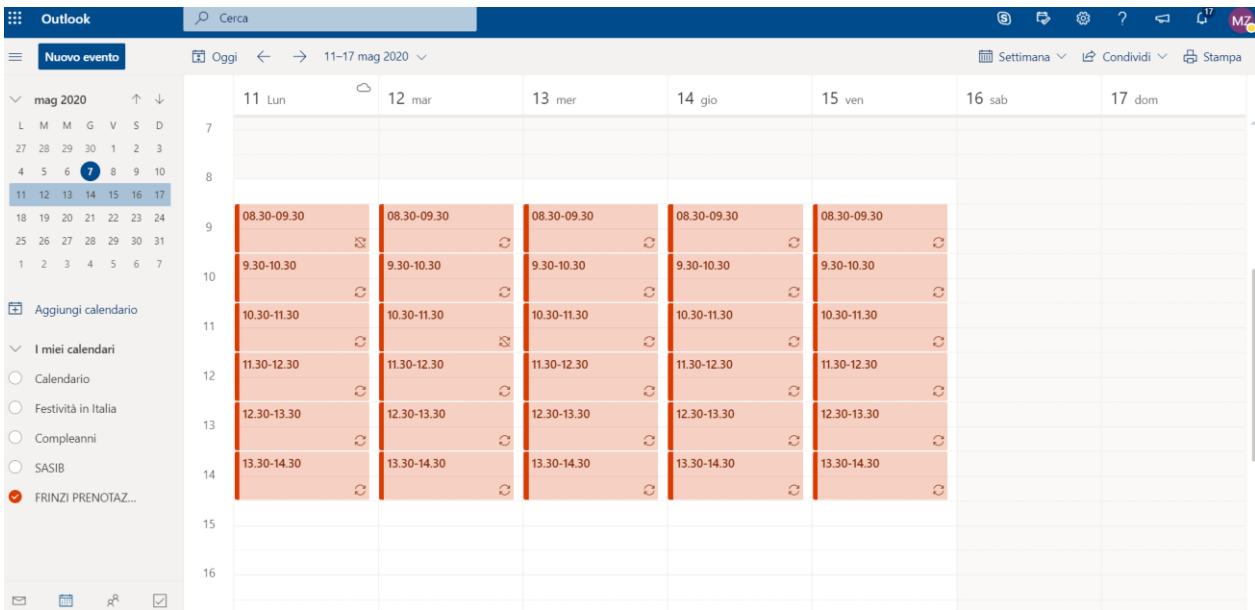 Outlook
Cerca
17
MZ
Nuovo evento
Oggi
11–17 mag 2020
Settimana
Condividi
Stampa
mag 2020
L M M G V S D
27 28 29 30 1 2 3
4 5 6 7 8 9 10
11 12 13 14 15 16 17
18 19 20 21 22 23 24
25 26 27 28 29 30 31
1 2 3 4 5 6 7
Aggiungi calendario
I miei calendari
Calendario
Festività in Italia
Compleanni
SASIB
FRINZI PRENOTAZ...
11 Lun 12 mar 13 mer 14 gio 15 ven 16 sab 17 dom
7
8
08.30-09.30 08.30-09.30 08.30-09.30 08.30-09.30 08.30-09.30
9
9.30-10.30 9.30-10.30 9.30-10.30 9.30-10.30 9.30-10.30
10
10.30-11.30 10.30-11.30 10.30-11.30 10.30-11.30 10.30-11.30
11
11.30-12.30 11.30-12.30 11.30-12.30 11.30-12.30 11.30-12.30
12
12.30-13.30 12.30-13.30 12.30-13.30 12.30-13.30 12.30-13.30
13
13.30-14.30 13.30-14.30 13.30-14.30 13.30-14.30 13.30-14.30
14
15
16